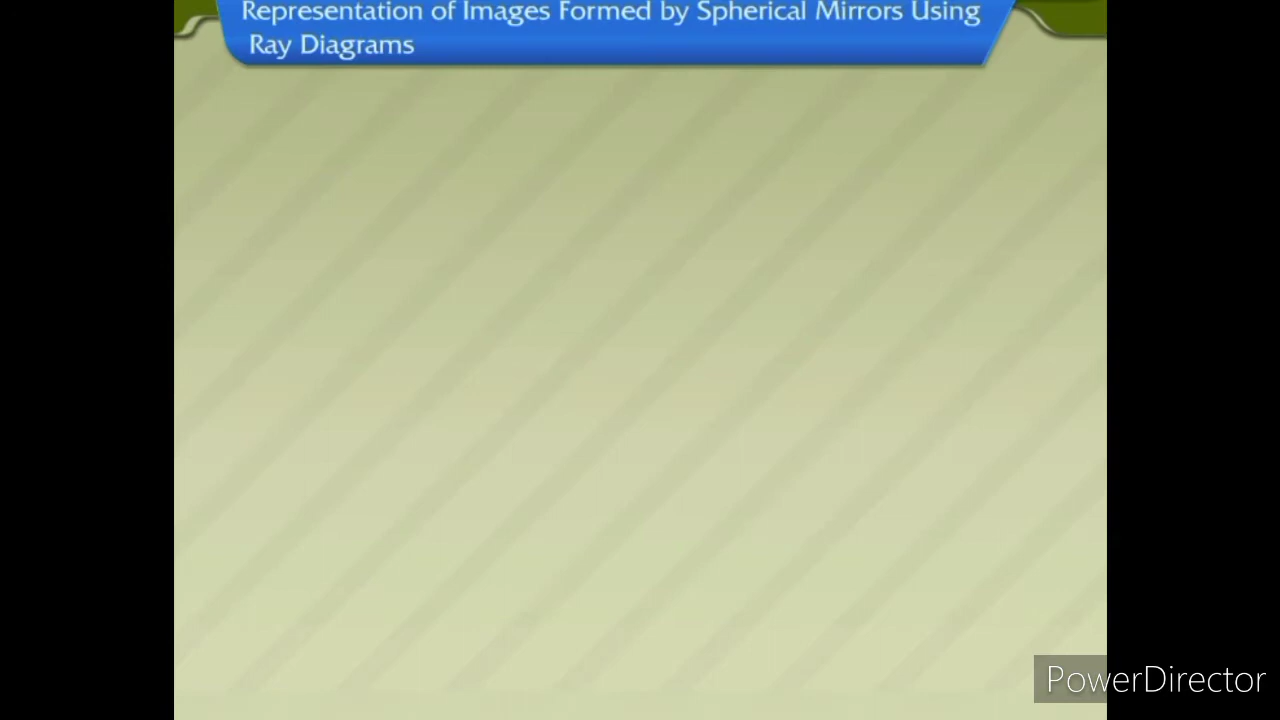 Representation of Images Formed by Spherical Mirrors Using
Ray Diagrams
PowerDirector